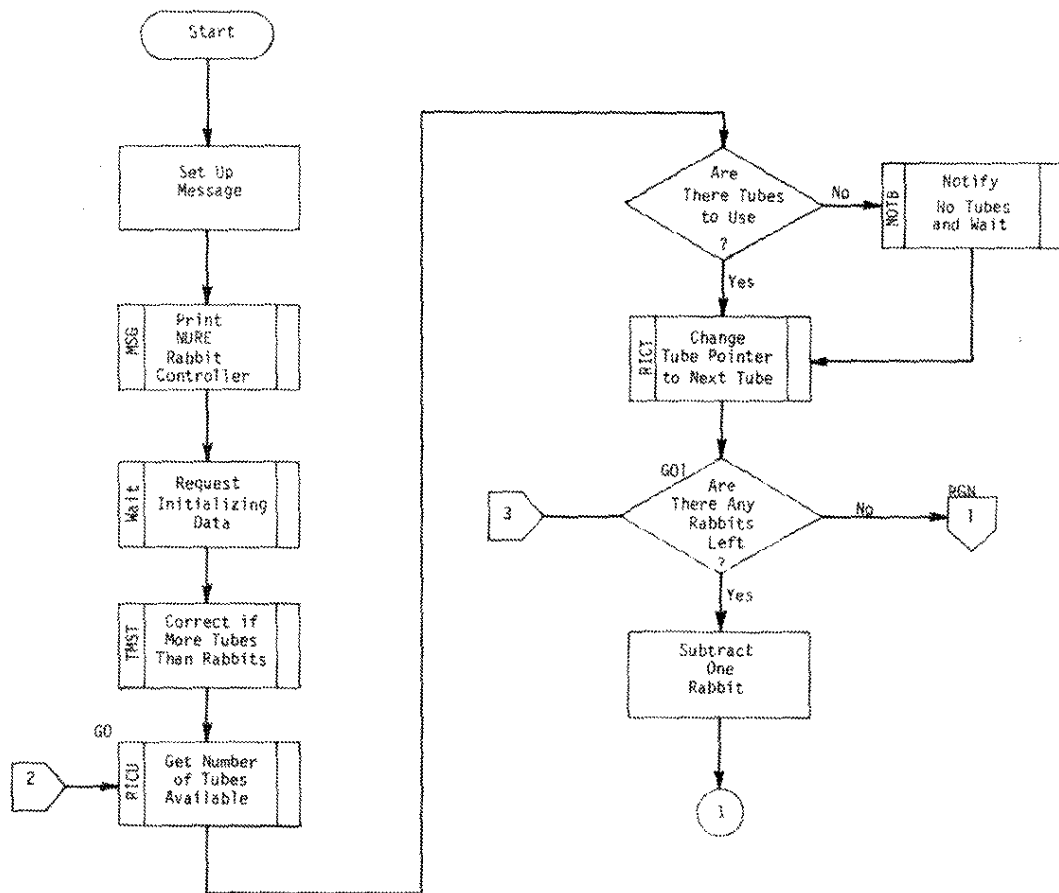 Start
Set Up
Message
MSG
Print
NURE
Rabbit
Controller
Wait
Request
Initializing
Data
TMST
Correct if
More Tubes
Than Rabbits
GO
2
RICU
Get Number
of Tubes
Available
Are
There Tubes
to Use
?
No
NOTB
Notify
No Tubes
and Wait
Yes
RICT
Change
Tube Pointer
to Next Tube
GO1
3
Are
There Any
Rabbits
Left
?
No
RGN
1
Yes
Subtract
One
Rabbit
1